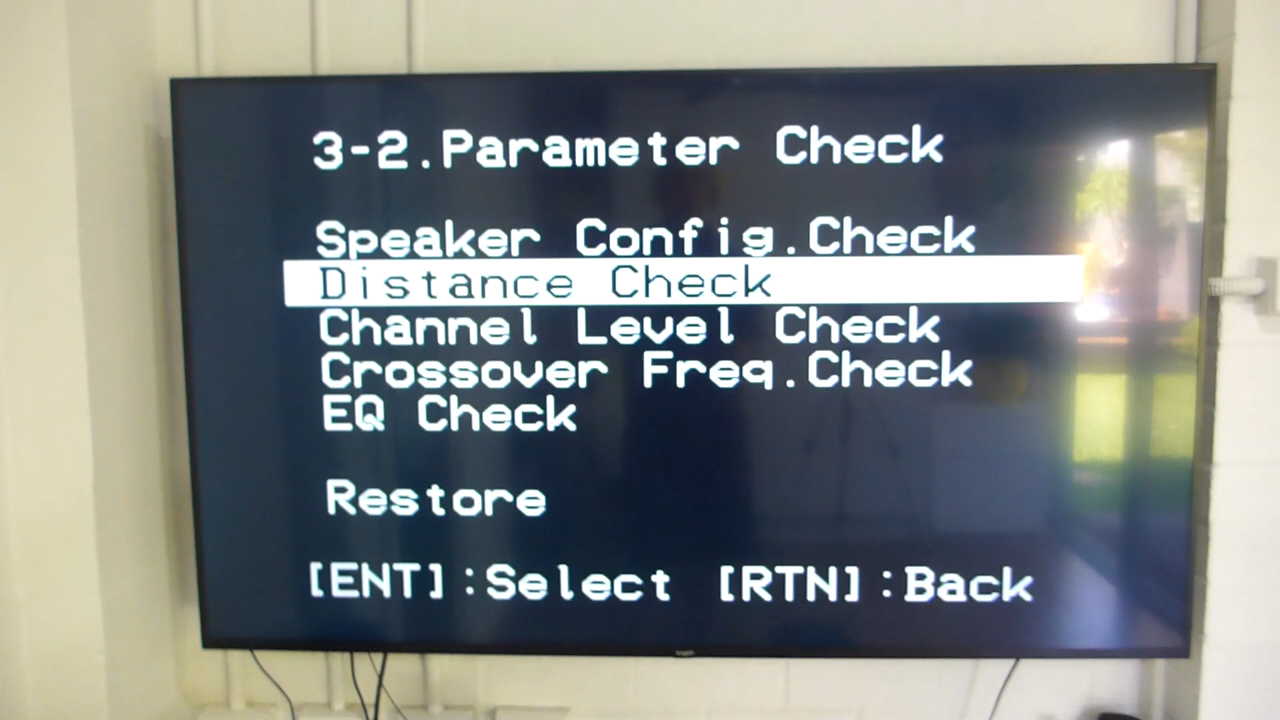 3-2.Parameter Check
Speaker Config.Check
Distance Check
Channel Level Check
Crossover Freq.Check
EQ Check
Restore
[ENT]:Select [RTN]:Back